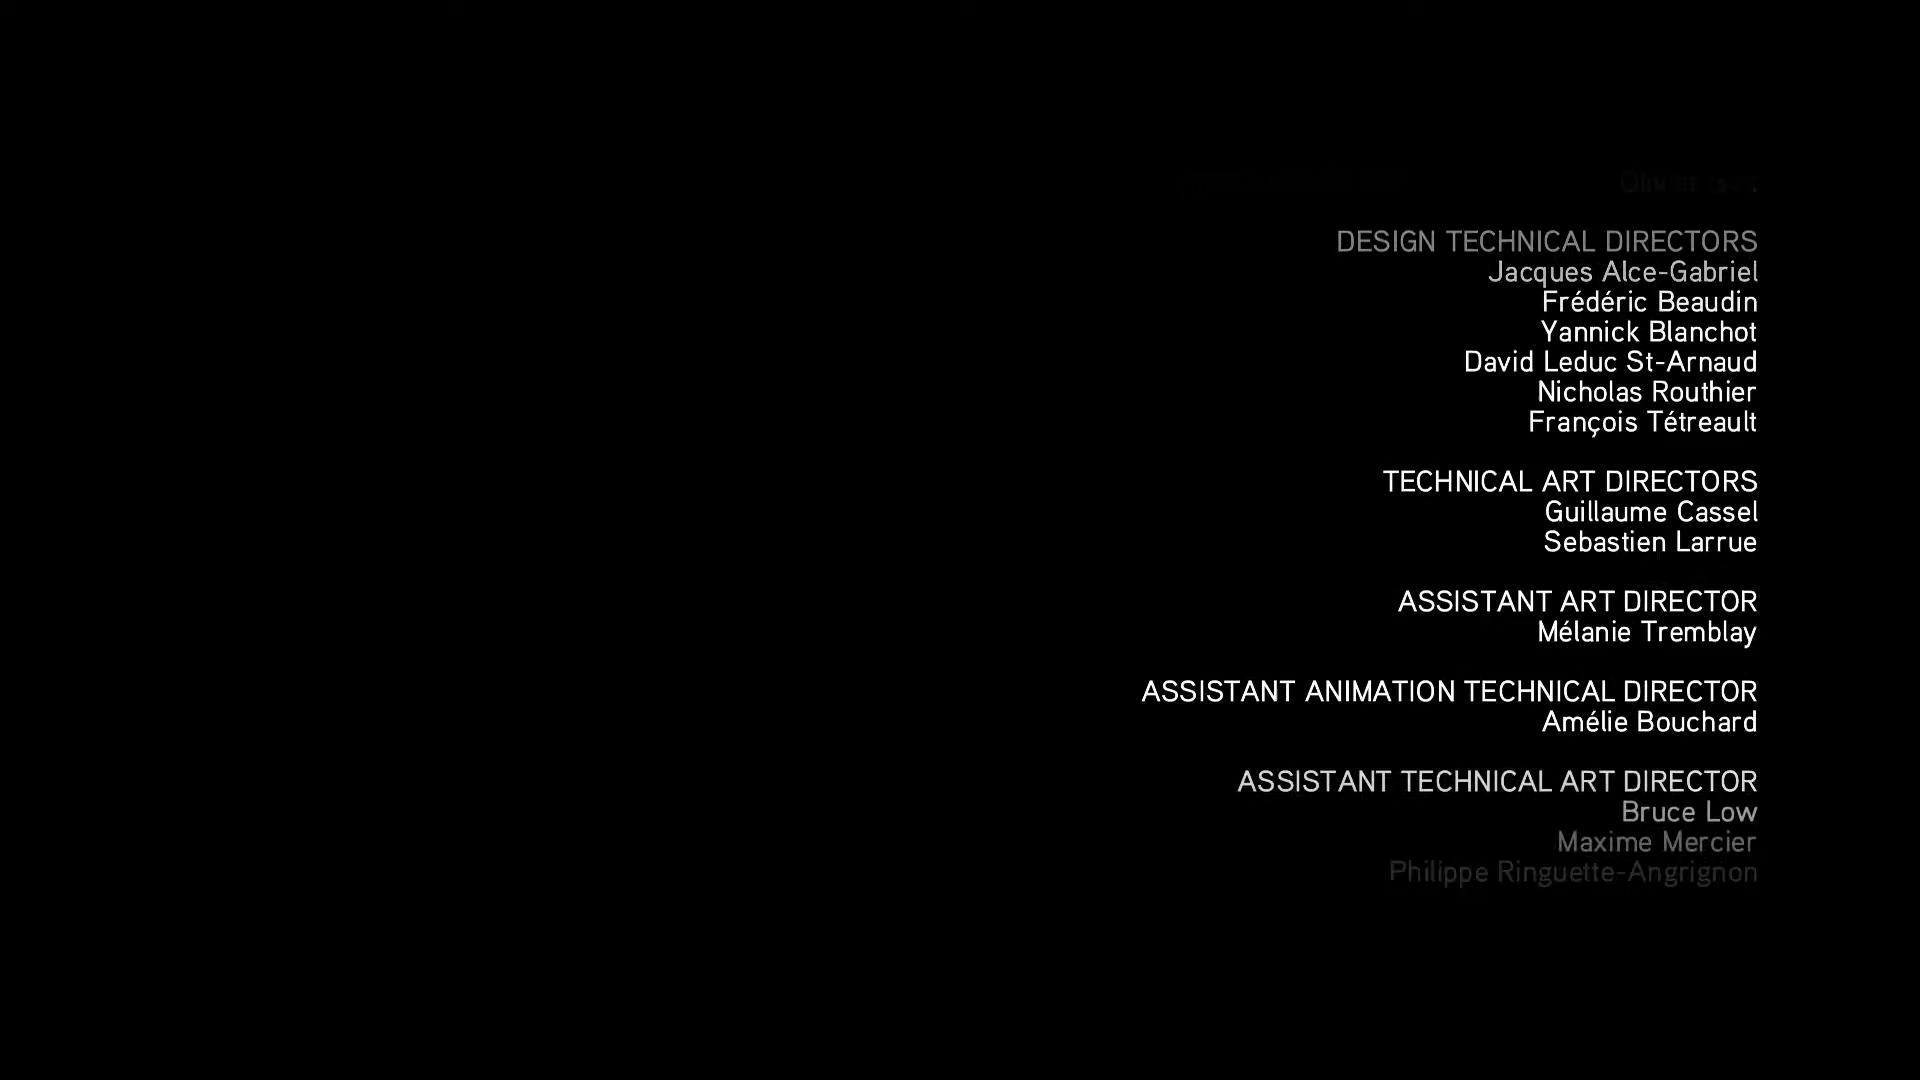 DESIGN TECHNICAL DIRECTORS
Jacques Alce-Gabriel
Frédéric Beaudin
Yannick Blanchot
David Leduc St-Arnaud
Nicholas Routhier
François Tétreault
TECHNICAL ART DIRECTORS
Guillaume Cassel
Sebastien Larrue
ASSISTANT ART DIRECTOR
Mélanie Tremblay
ASSISTANT ANIMATION TECHNICAL DIRECTOR
Amélie Bouchard
ASSISTANT TECHNICAL ART DIRECTOR
Bruce Low
Maxime Mercier
Philippe Ringuette-Angrignon